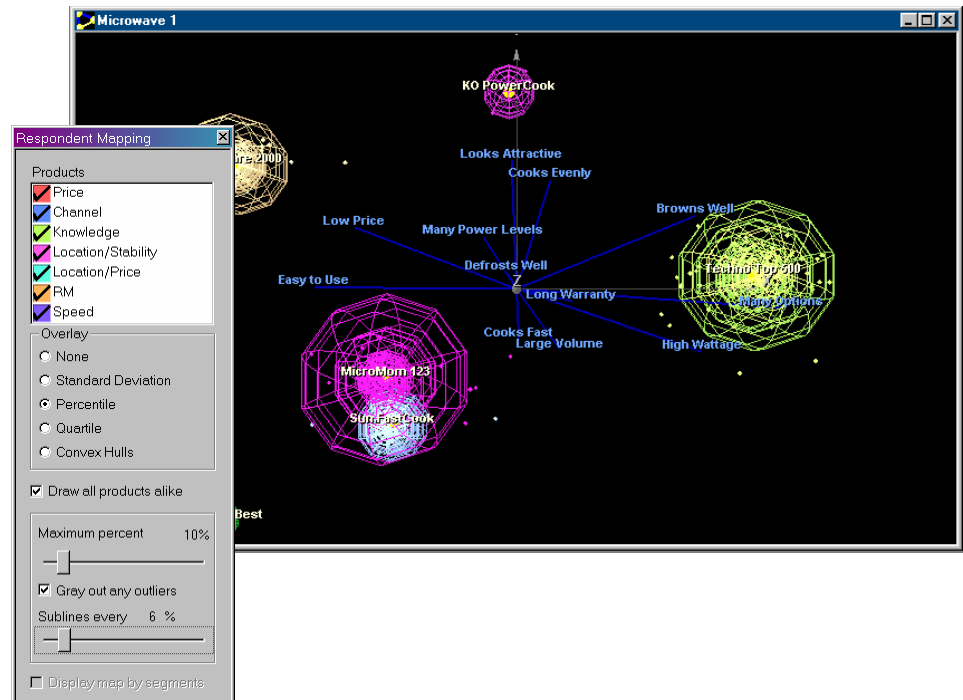 Microwave 1
KO PowerCook
Respondent Mapping
Products
Price
Channel
Knowledge
Location/Stability
Location/Price
RM
Speed
Overlay
None
Standard Deviation
Percentile
Quartile
Convex Hulls
Draw all products alike
Maximum percent 10%
Gray out any outliers
Sublines every 6 %
Display map by segments
2000
Looks Attractive
Cooks Evenly
Low Price
Browns Well
Many Power Levels
Defrosts Well
Techno Top 500
Easy to Use
Z
Long Warranty
Many Options
Cooks Fast
Large Volume
High Wattage
MicroMom 123
Sun FastCook
Best